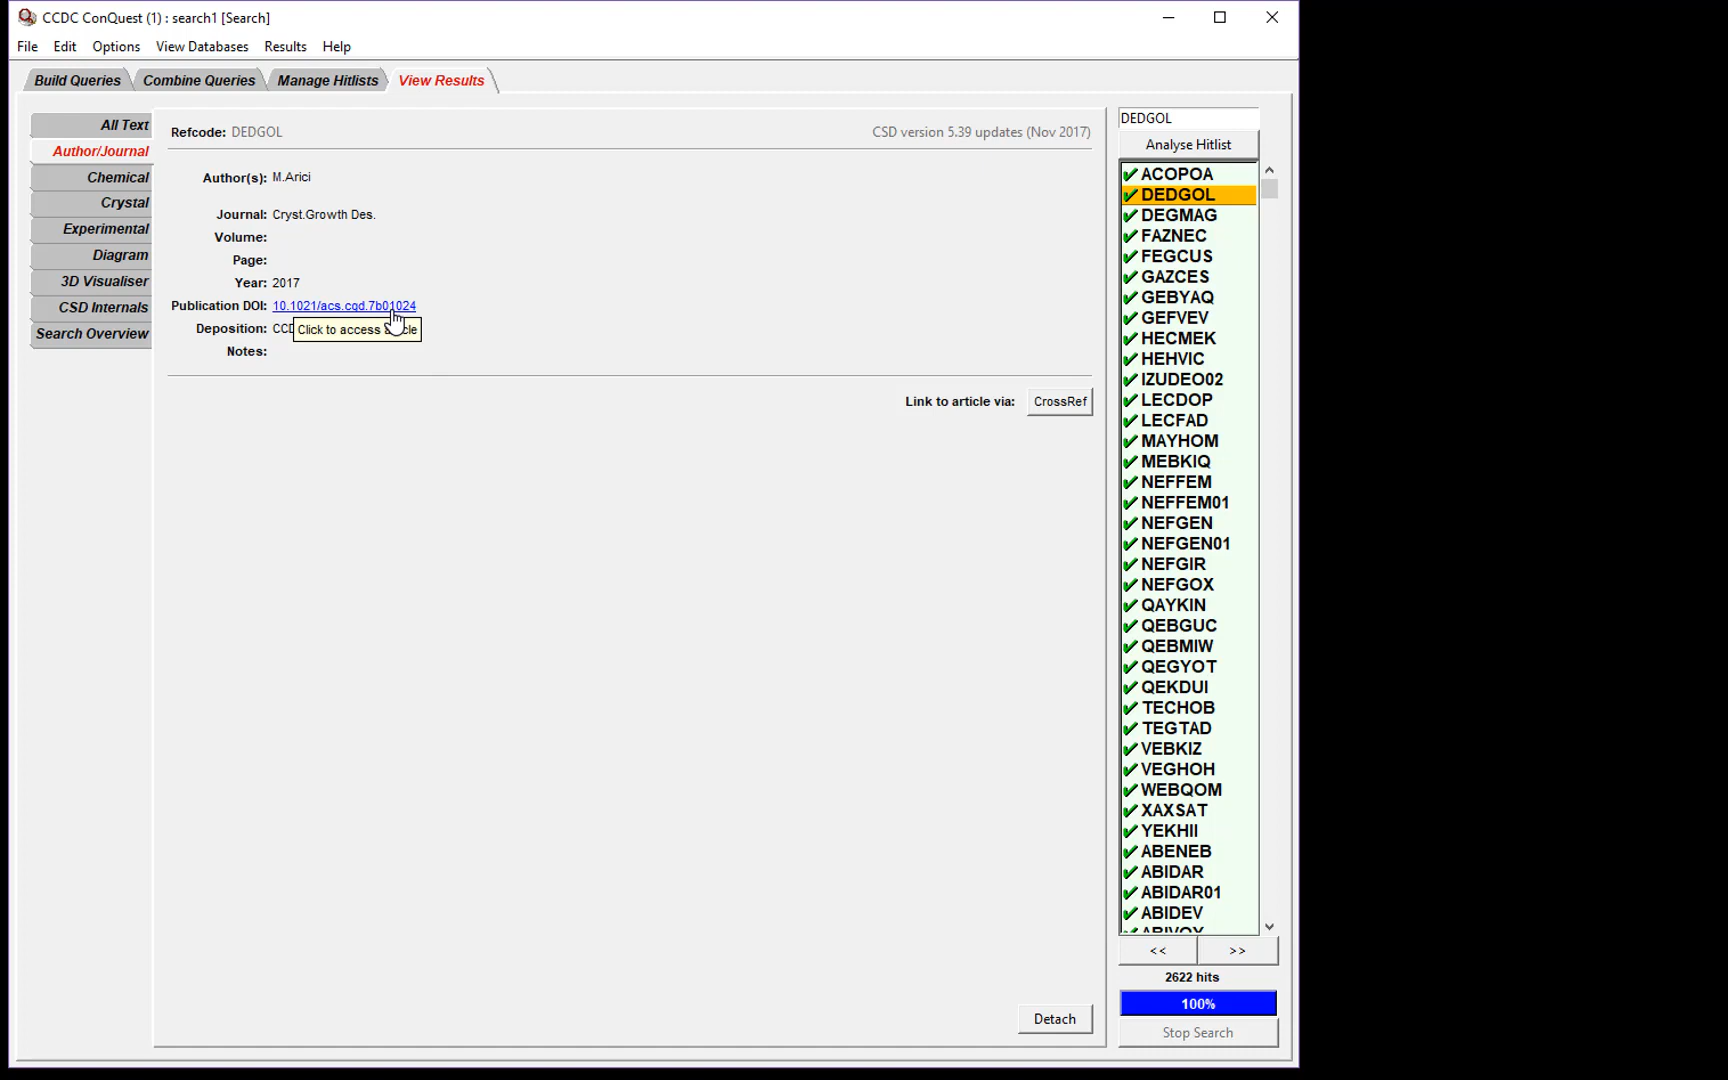 CCDC ConQuest (1) : search1 [Search]
File Edit Options View Databases Results Help
Build Queries Combine Queries Manage Hitlists View Results
All Text
Author/Journal
Chemical
Crystal
Experimental
Diagram
3D Visualiser
CSD Internals
Search Overview
Refcode: DEDGOL CSD version 5.39 updates (Nov 2017)
Author(s): M.Arici
Journal: Cryst.Growth Des.
Volume:
Page:
Year: 2017
Publication DOI: 10.1021/acs.cgd.7b01024
Deposition:
Click to access
Notes:
Link to article via: CrossRef
Detach
DEDGOL
Analyse Hitlist
ACOPOA
DEDGOL
DEGMAG
FAZNEC
FEGCUS
GAZCES
GEBYAQ
GEFVEV
HECMEK
HEHVIC
IZUDEO02
LECDOP
LECFAD
MAYHOM
MEBKIQ
NEFFEM
NEFFEM01
NEFGEN
NEFGEN01
NEFGIR
NEFGOX
QAYKIN
QEBGUC
QEBMIW
QEGYOT
QEKDUI
TECHOB
TEGTAD
VEBKIZ
VEGHOH
WEBQOM
XAXSAT
YEKHII
ABENEB
ABIDAR
ABIDAR01
ABIDEV
<< >>
2622 hits
100%
Stop Search